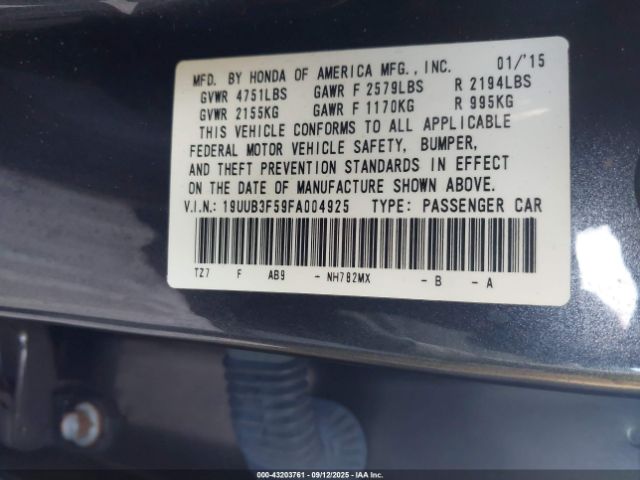 MFD. BY HONDA OF AMERICA MFG., INC. 01/'15
GVWR 4751LBS GAWR F 2579LBS R 2194LBS
GVWR 2155KG GAWR F 1170KG R 995KG
THIS VEHICLE CONFORMS TO ALL APPLICABLE
FEDERAL MOTOR VEHICLE SAFETY, BUMPER,
AND THEFT PREVENTION STANDARDS IN EFFECT
ON THE DATE OF MANUFACTURE SHOWN ABOVE.
V.I.N.: 19UUB3F59FA004925 TYPE: PASSENGER CAR
TZ7 F AB9 - NH782MX - B - A
000-43203761 - 09/12/2025 - IAAI.COM